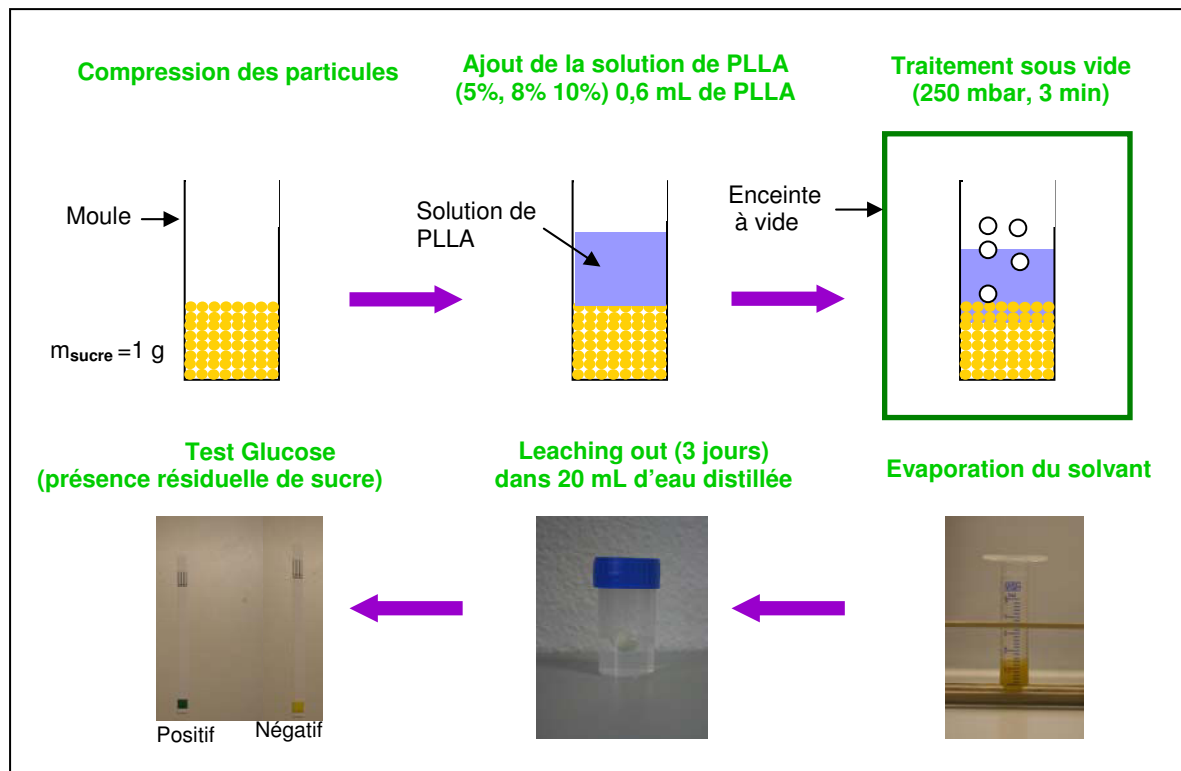 Compression des particules
Ajout de la solution de PLLA
(5%, 8% 10%) 0,6 mL de PLLA
Traitement sous vide
(250 mbar, 3 min)
Moule
Solution de
PLLA
Enceinte
à vide
msucre =1 g
Test Glucose
(présence résiduelle de sucre)
Leaching out (3 jours)
dans 20 mL d'eau distillée
Evaporation du solvant
Positif
Négatif